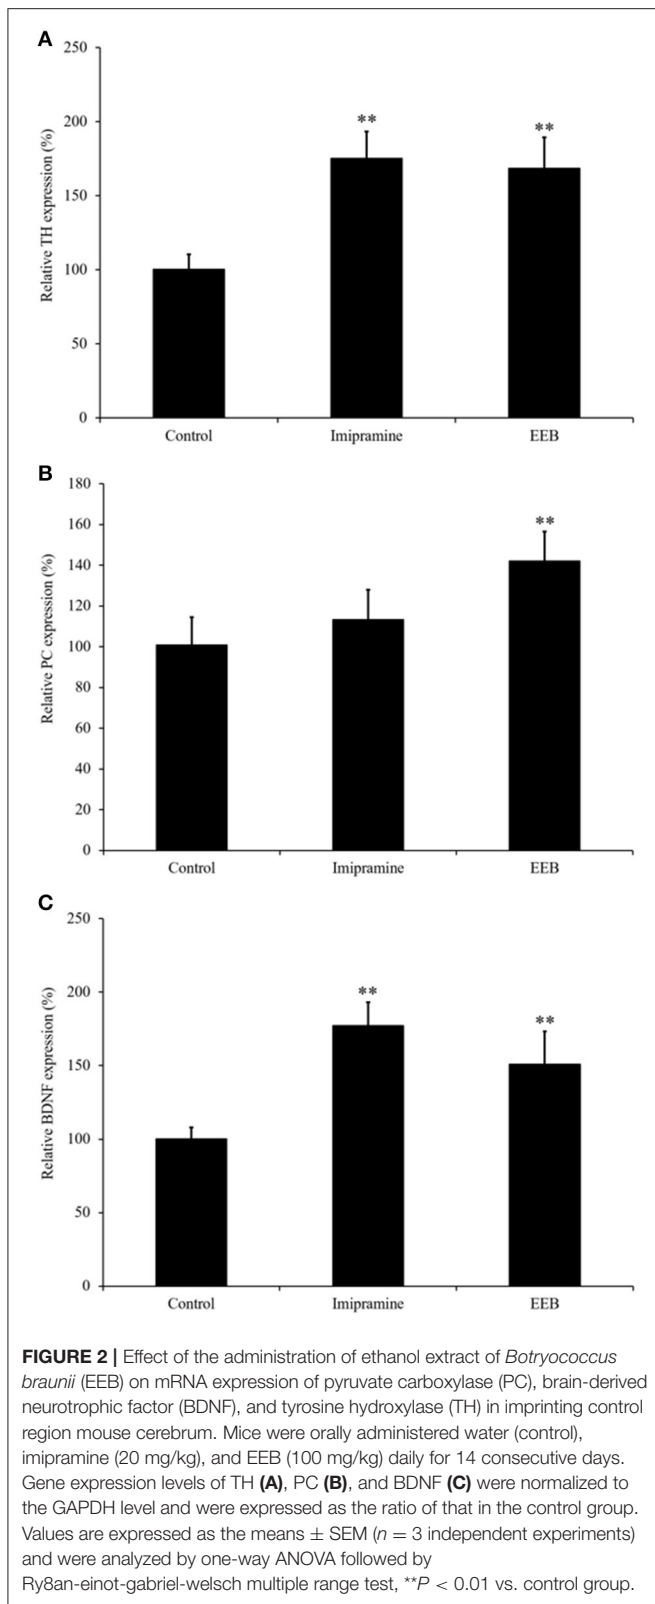 A
250
200
150
100
50
0
Relative TH expression (%)
**
**
Control Imipramine EEB
B
180
160
140
120
100
80
60
40
20
0
Relative PC expression (%)
**
Control Imipramine EEB
C
250
200
150
100
50
0
Relative BDNF expression (%)
**
**
Control Imipramine EEB
FIGURE 2 | Effect of the administration of ethanol extract of Botryococcus
braunii (EEB) on mRNA expression of pyruvate carboxylase (PC), brain-derived
neurotrophic factor (BDNF), and tyrosine hydroxylase (TH) in imprinting control
region mouse cerebrum. Mice were orally administered water (control),
imipramine (20 mg/kg), and EEB (100 mg/kg) daily for 14 consecutive days.
Gene expression levels of TH (A), PC (B), and BDNF (C) were normalized to
the GAPDH level and were expressed as the ratio of that in the control group.
Values are expressed as the means ± SEM (n = 3 independent experiments)
and were analyzed by one-way ANOVA followed by
Ry8an-einot-gabriel-welsch multiple range test, **P < 0.01 vs. control group.